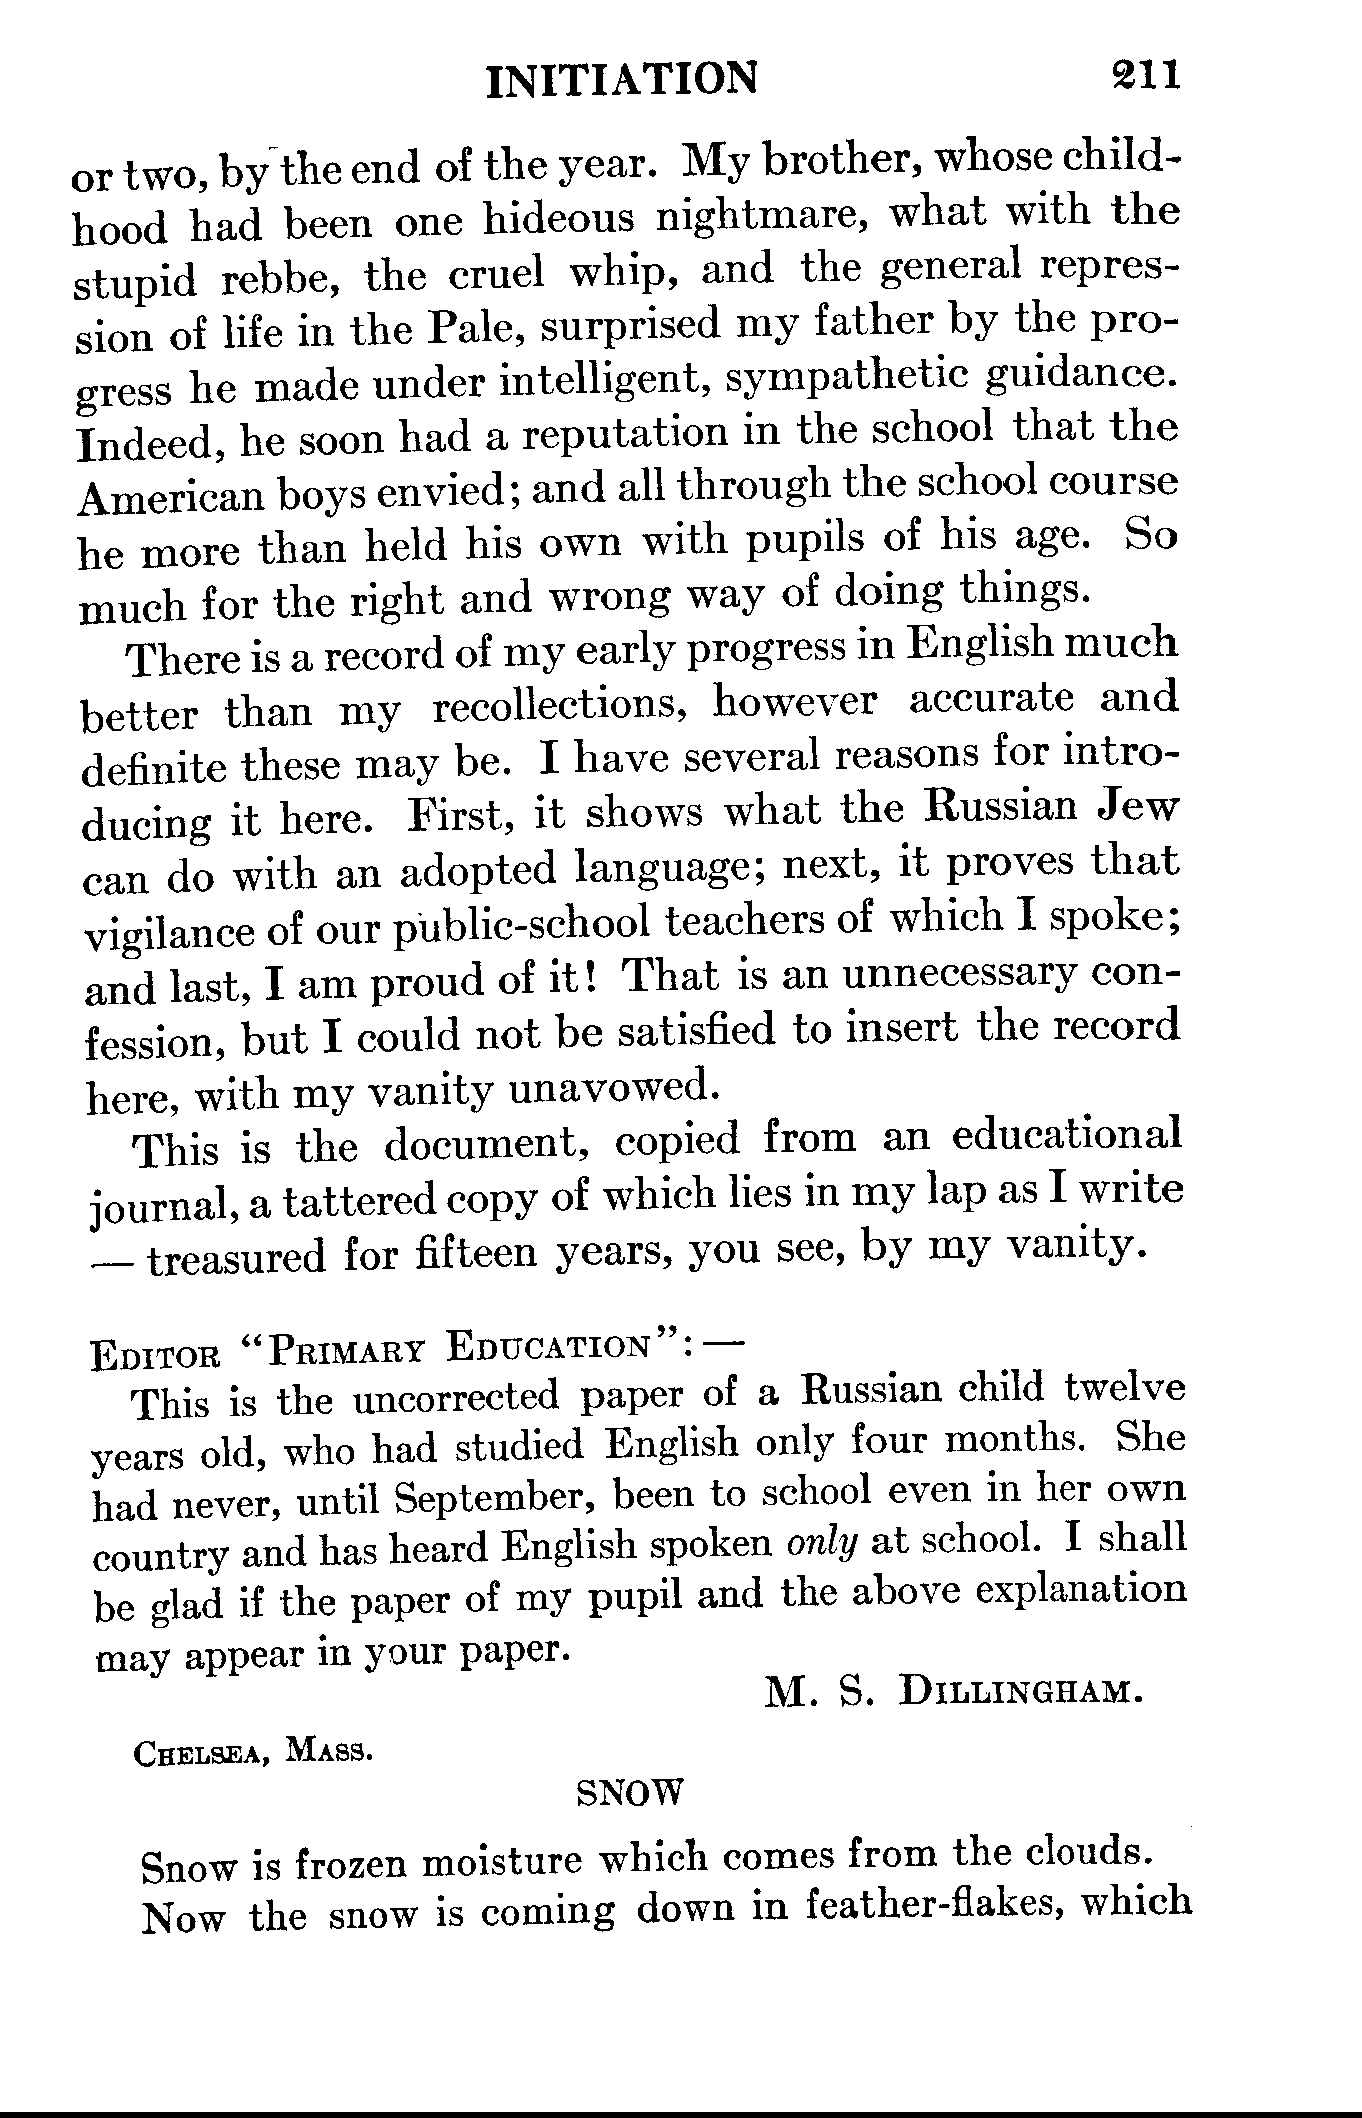 INITIATION 211
or two, by the end of the year. My brother, whose child-
hood had been one hideous nightmare, what with the
stupid rebbe, the cruel whip, and the general repres-
sion of life in the Pale, surprised my father by the pro-
gress he made under intelligent, sympathetic guidance.
Indeed, he soon had a reputation in the school that the
American boys envied; and all through the school course
he more than held his own with pupils of his age. So
much for the right and wrong way of doing things.
There is a record of my early progress in English much
better than my recollections, however accurate and
definite these may be. I have several reasons for intro-
ducing it here. First, it shows what the Russian Jew
can do with an adopted language; next, it proves that
vigilance of our public-school teachers of which I spoke;
and last, I am proud of it! That is an unnecessary con-
fession, but I could not be satisfied to insert the record
here, with my vanity unavowed.
This is the document, copied from an educational
journal, a tattered copy of which lies in my lap as I write
— treasured for fifteen years, you see, by my vanity.
EDITOR "PRIMARY EDUCATION": —
This is the uncorrected paper of a Russian child twelve
years old, who had studied English only four months. She
had never, until September, been to school even in her own
country and has heard English spoken only at school. I shall
be glad if the paper of my pupil and the above explanation
may appear in your paper.
M. S. DILLINGHAM.
CHELSEA, MASS.
SNOW
Snow is frozen moisture which comes from the clouds.
Now the snow is coming down in feather-flakes, which